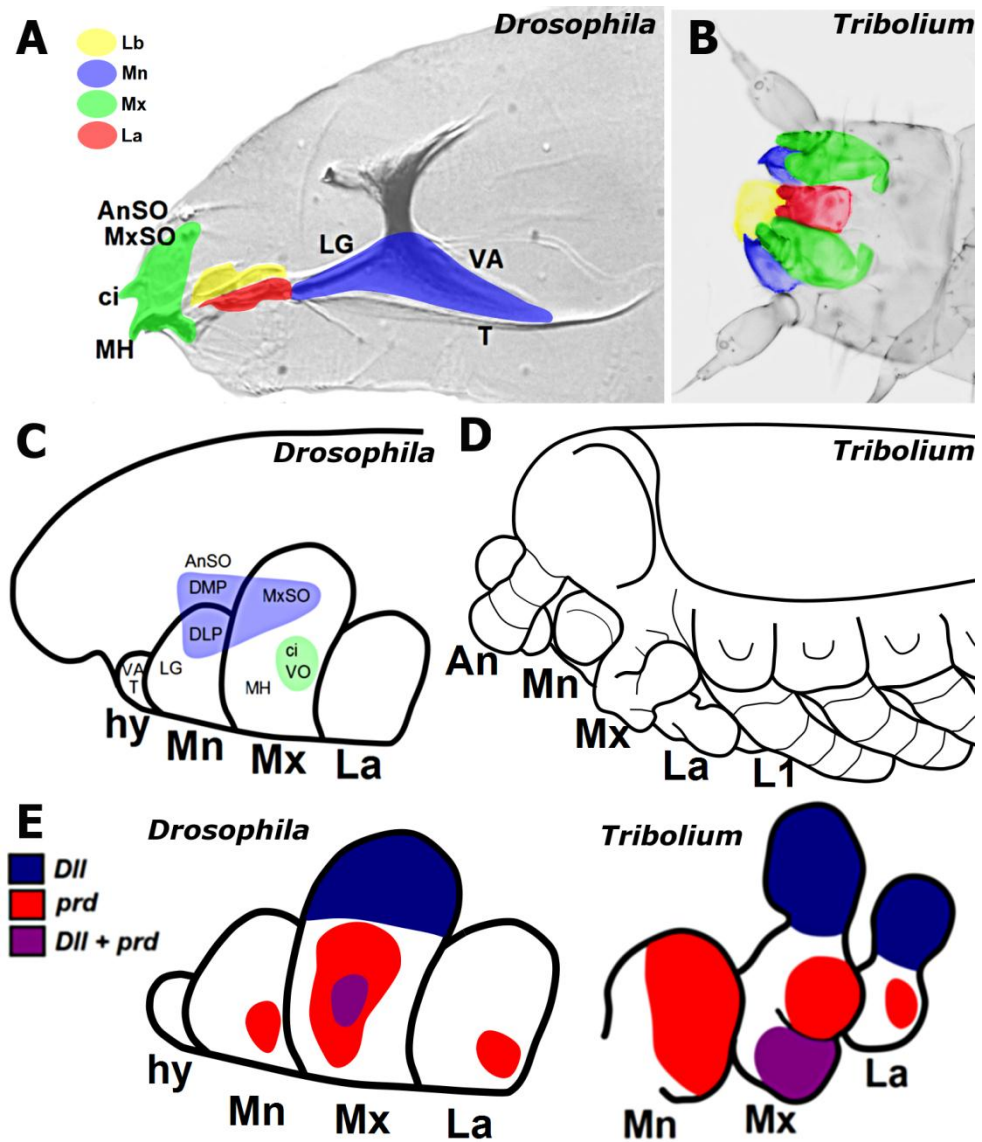 A
Drosophila
Lb
Mn
Mx
La
AnSO
MxSO
ci
MH
LG
VA
T
B
Tribolium
C
Drosophila
AnSO
DMP
MxSO
DLP
ci
VO
VA
T
LG
MH
hy
Mn
Mx
La
D
Tribolium
An
Mn
Mx
La
L1
E
Drosophila
Tribolium
Dll
prd
Dll + prd
hy
Mn
Mx
La
Mn
Mx
La